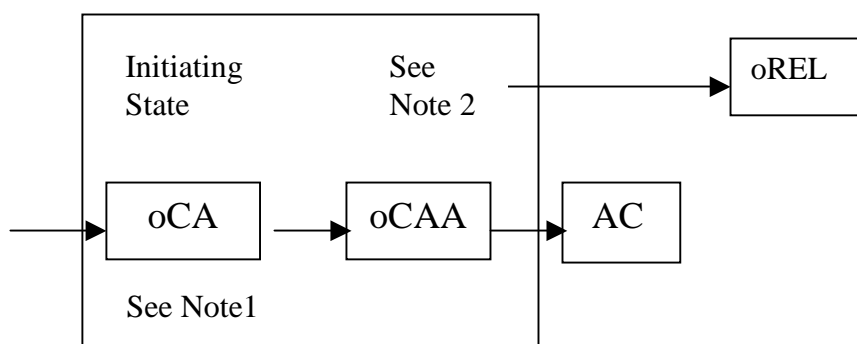 Initiating
State
See
Note 2
oREL
oCA
oCAA
AC
See Note1